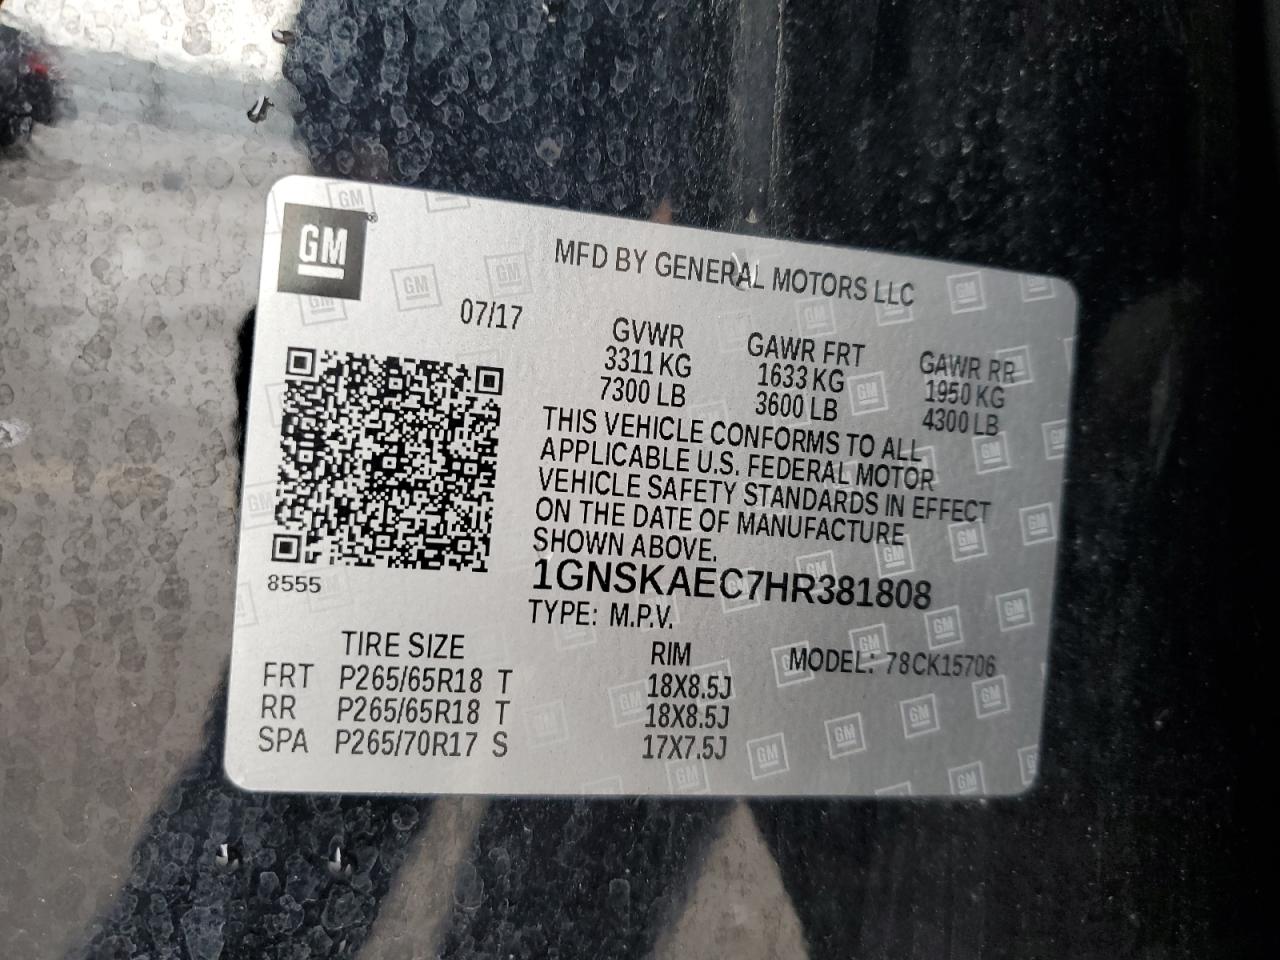 GM
MFD BY GENERAL MOTORS LLC
07/17
GVWR GAWR FRT GAWR RR
3311 KG 1633 KG 1950 KG
7300 LB 3600 LB 4300 LB
THIS VEHICLE CONFORMS TO ALL
APPLICABLE U.S. FEDERAL MOTOR
VEHICLE SAFETY STANDARDS IN EFFECT
ON THE DATE OF MANUFACTURE
SHOWN ABOVE.
8555
1GNSKAEC7HR381808
TYPE: M.P.V.
TIRE SIZE RIM MODEL: 78CK15706
FRT P265/65R18 T 18X8.5J
RR P265/65R18 T 18X8.5J
SPA P265/70R17 S 17X7.5J